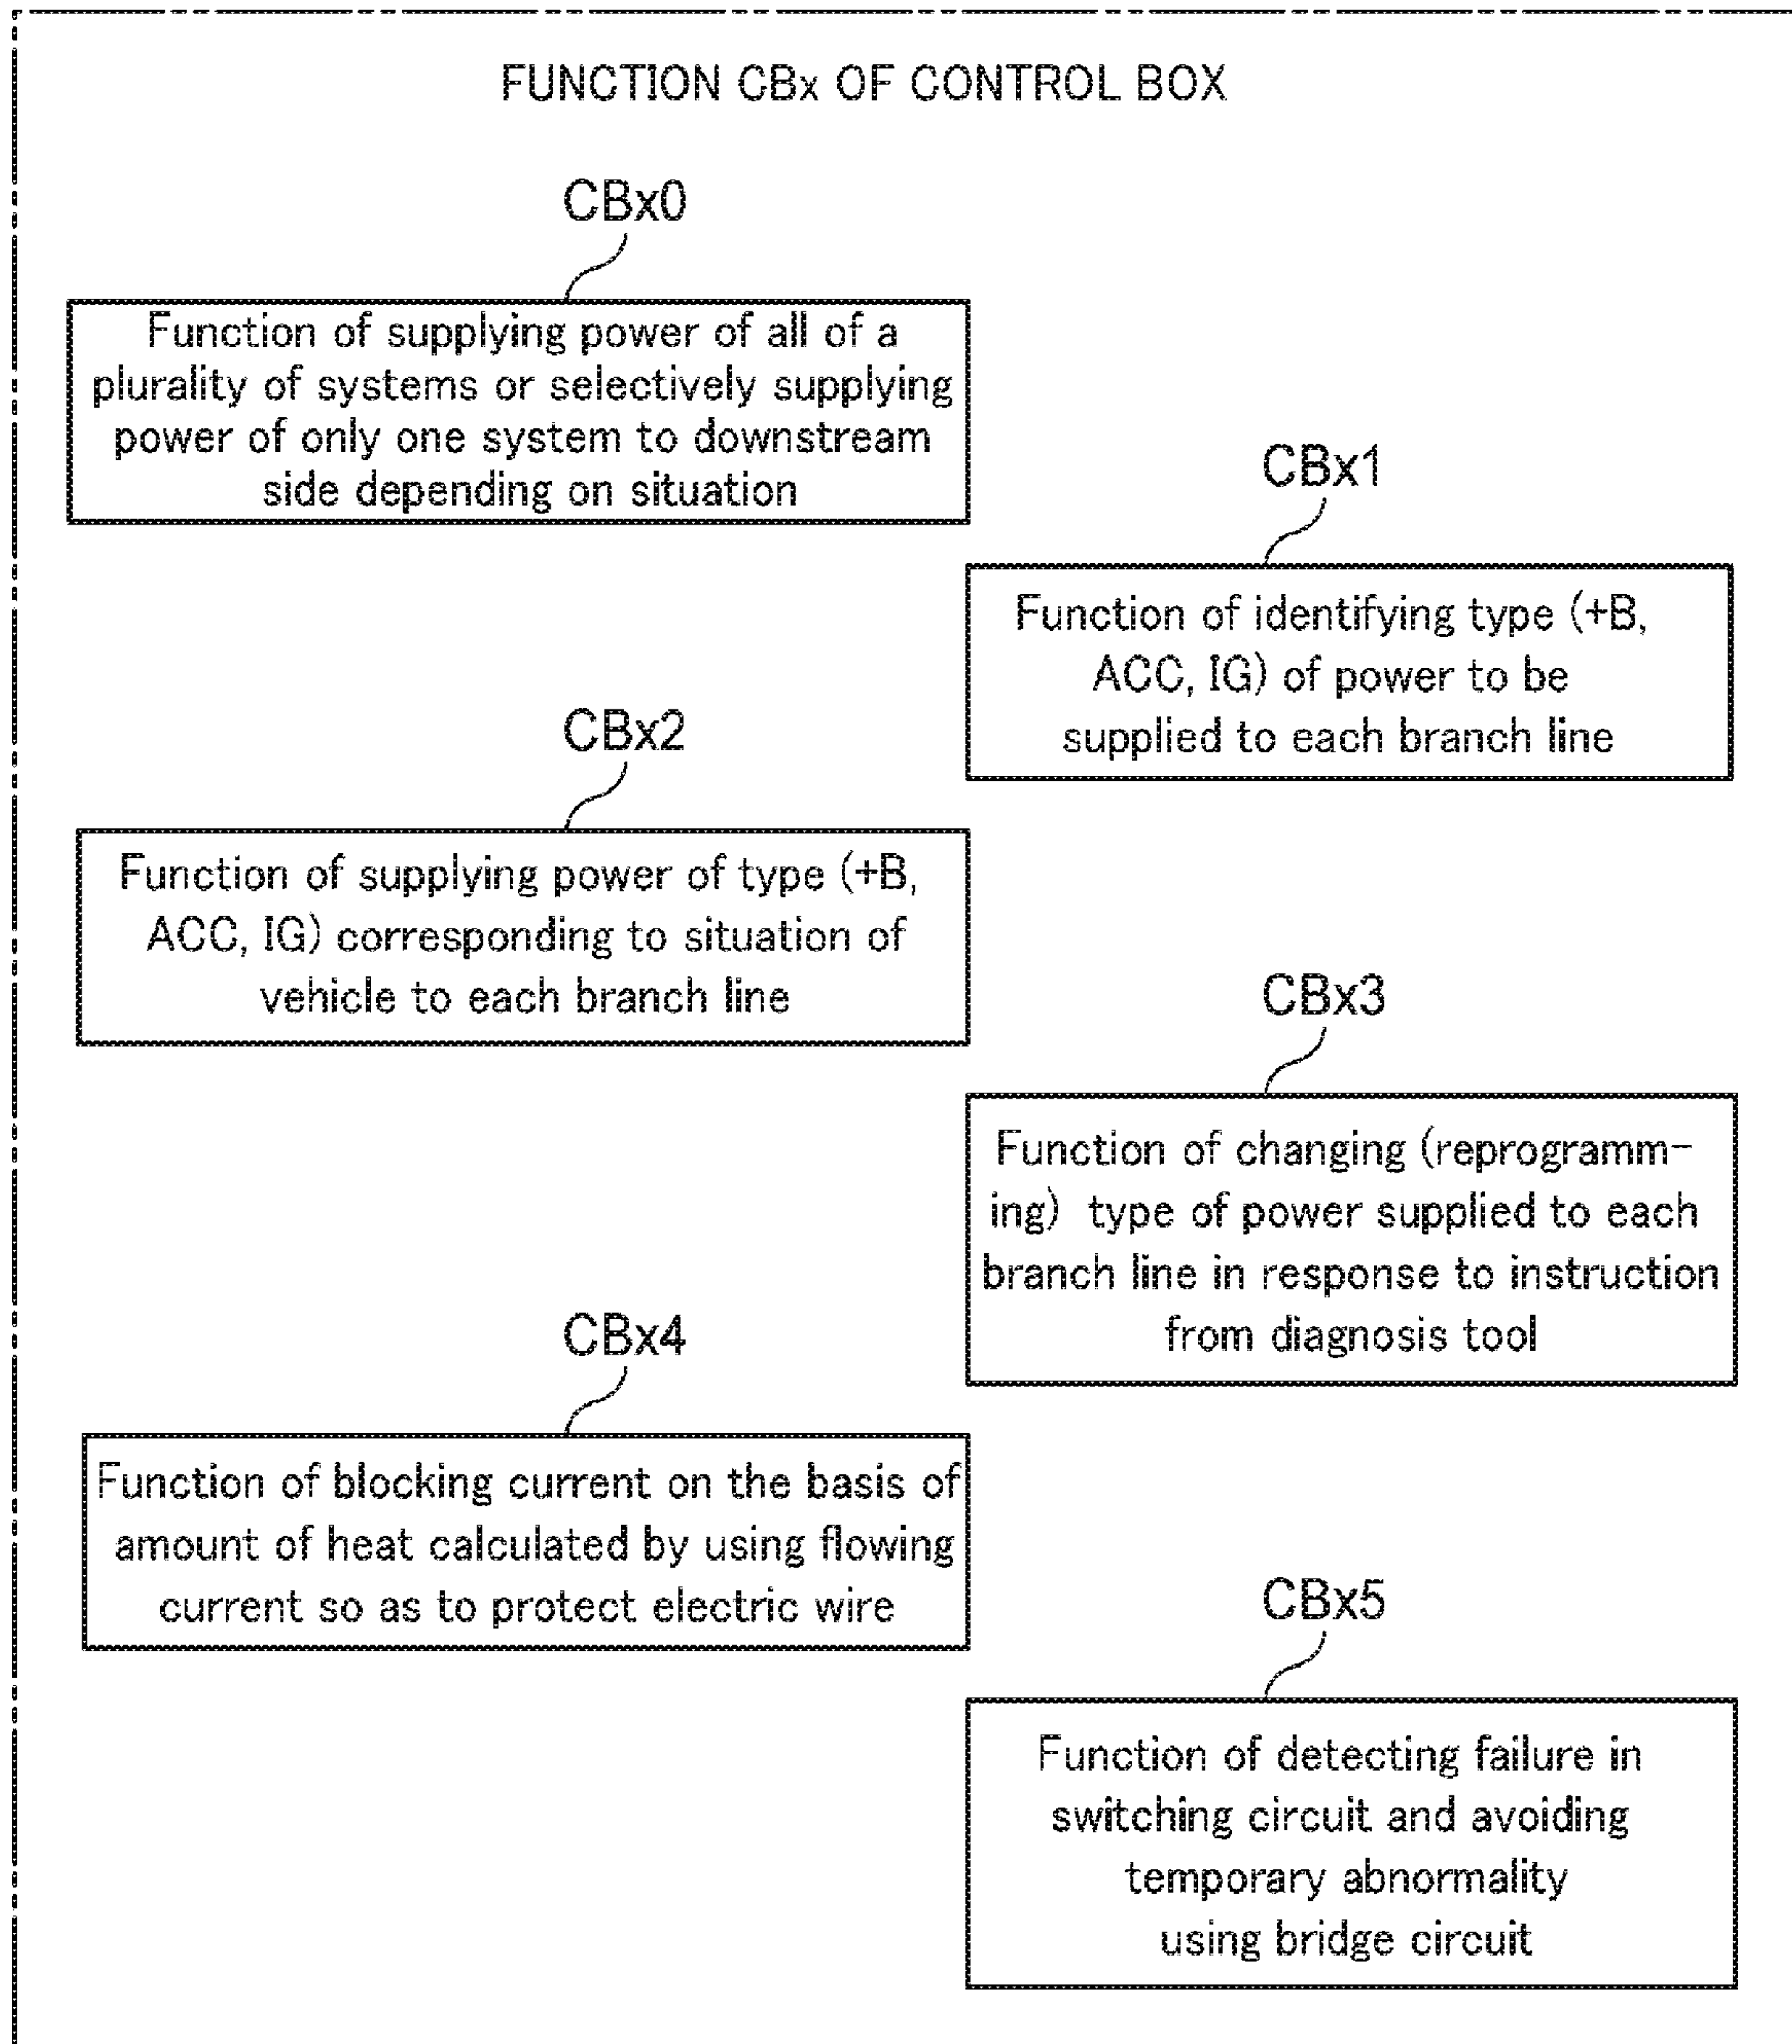 FUNCTION CBx OF CONTROL BOX
CBx0
Function of supplying power of all of a
plurality of systems or selectively supplying
power of only one system to downstream
side depending on situation
CBx1
Function of identifying type (+B,
ACC, IG) of power to be
supplied to each branch line
CBx2
Function of supplying power of type (+B,
ACC, IG) corresponding to situation of
vehicle to each branch line
CBx3
Function of changing (reprogramm-
ing) type of power supplied to each
branch line in response to instruction
from diagnosis tool
CBx4
Function of blocking current on the basis of
amount of heat calculated by using flowing
current so as to protect electric wire
CBx5
Function of detecting failure in
switching circuit and avoiding
temporary abnormality
using bridge circuit